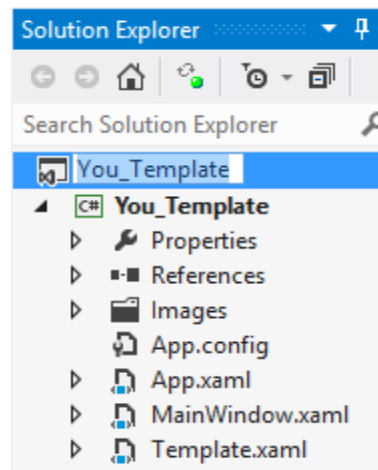 Solution Explorer
Search Solution Explorer
You_Template
C# You_Template
Properties
References
Images
App.config
App.xaml
MainWindow.xaml
Template.xaml